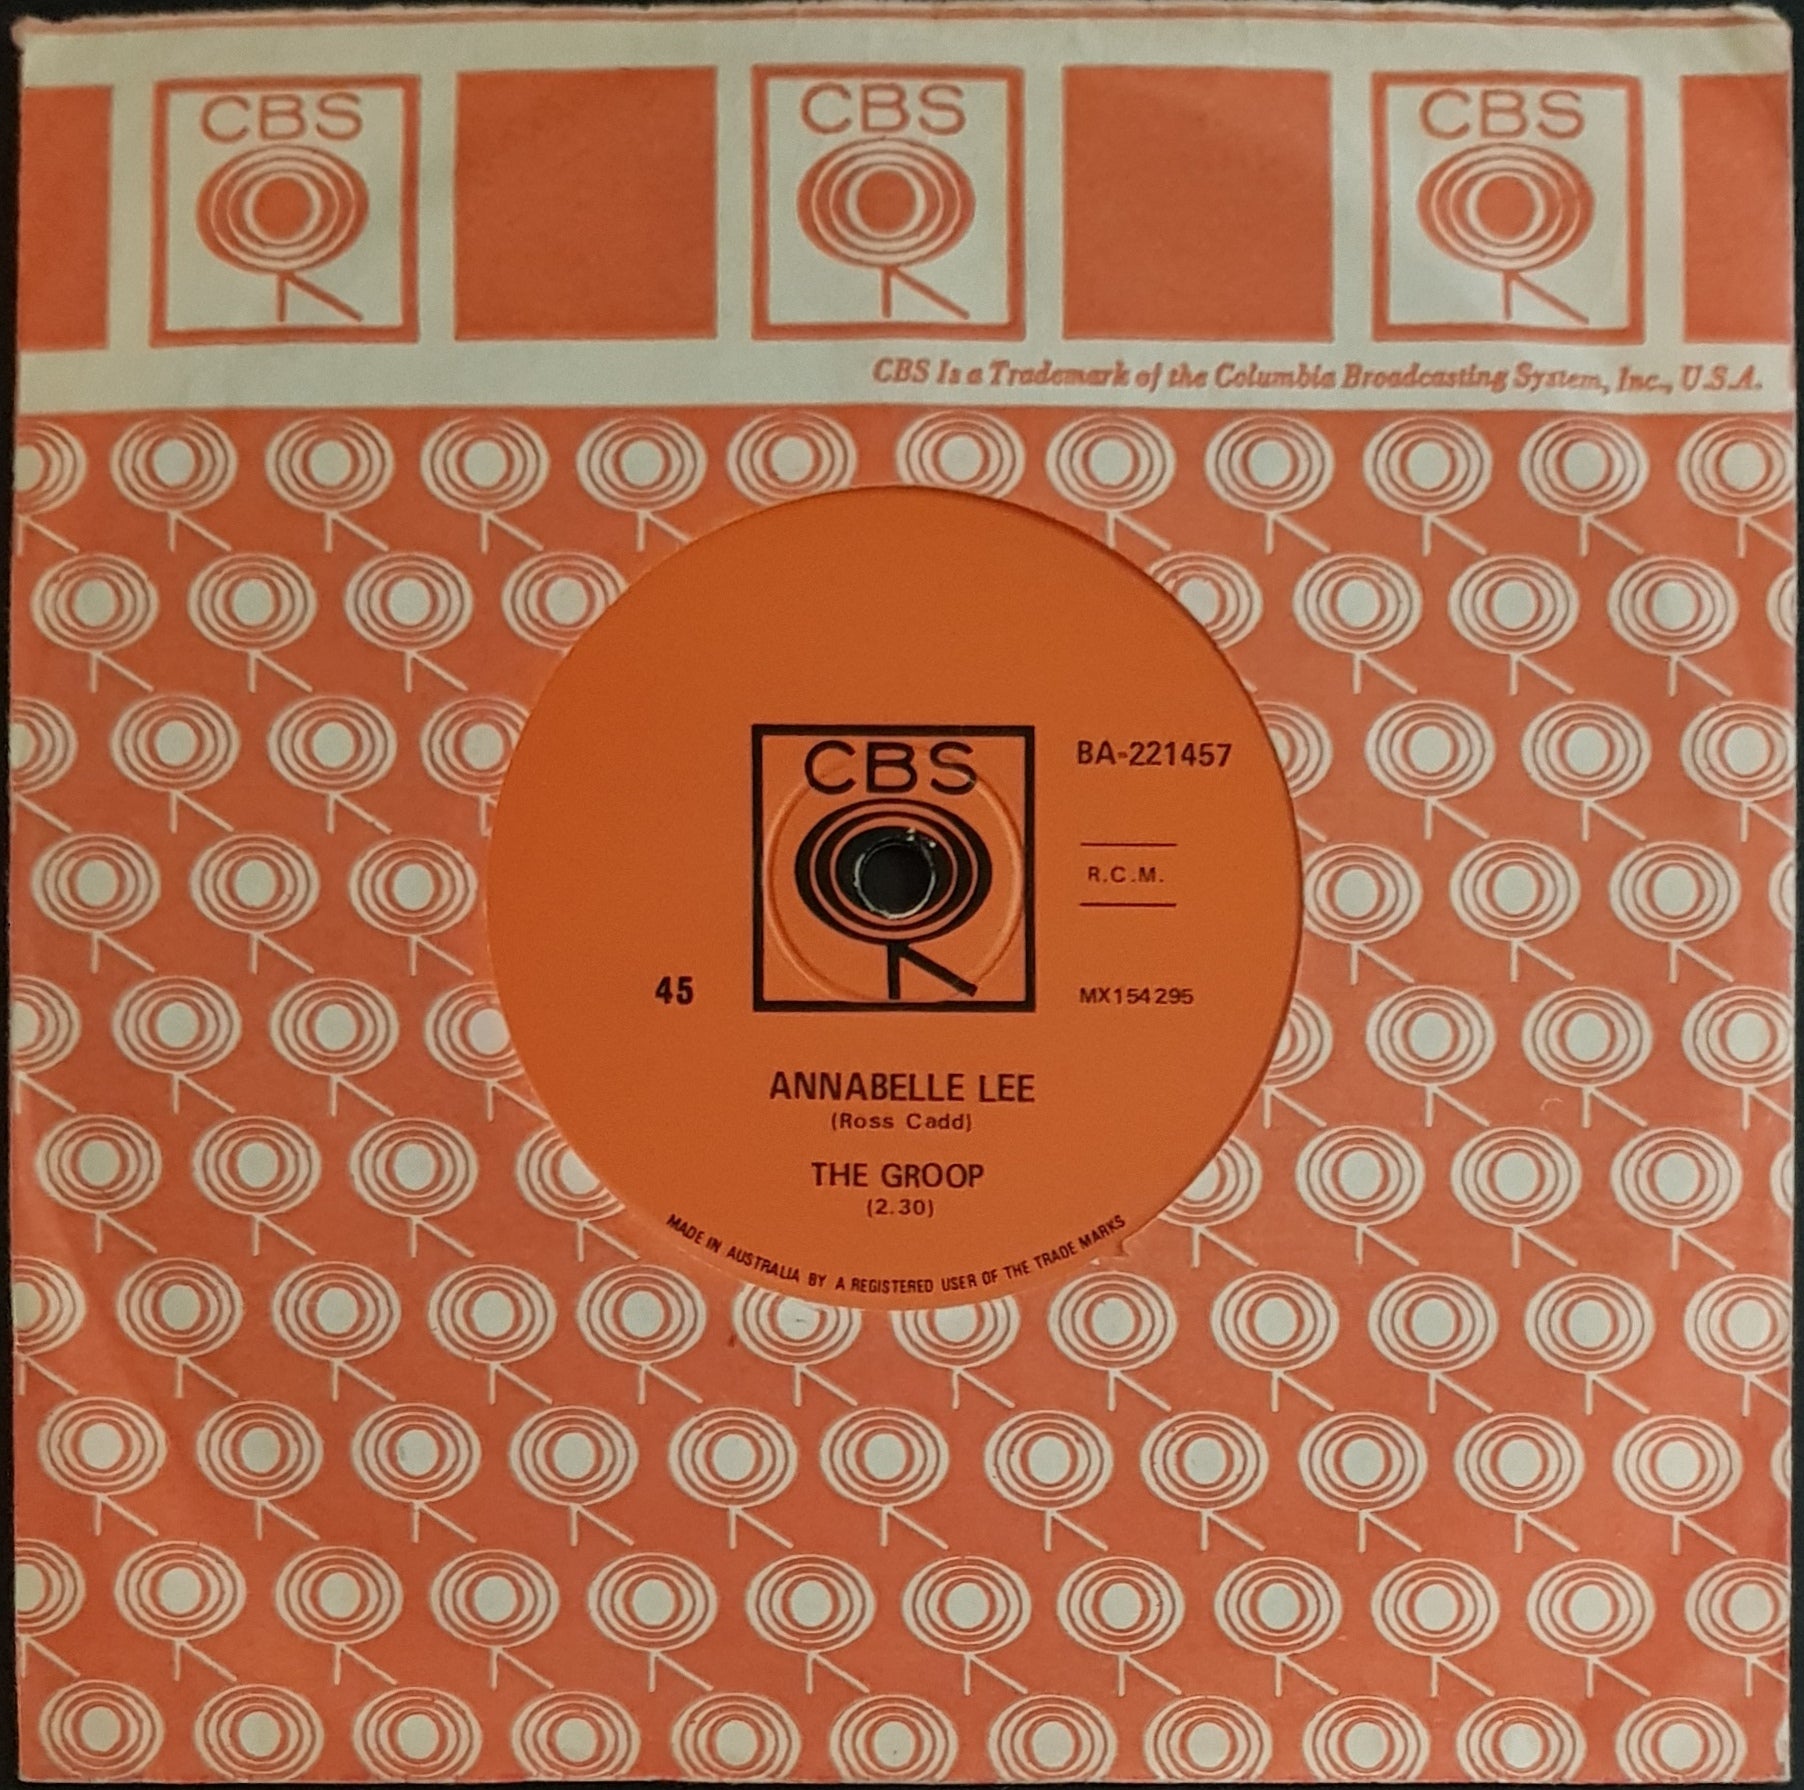 CBS CBS CBS
CBS Is a Trademark of the Columbia Broadcasting System, Inc., U.S.A.
CBS
BA-221457
R.C.M.
45
MX154295
ANNABELLE LEE
(Ross Cadd)
THE GROOP
(2.30)
MADE IN AUSTRALIA BY A REGISTERED USER OF THE TRADE MARKS